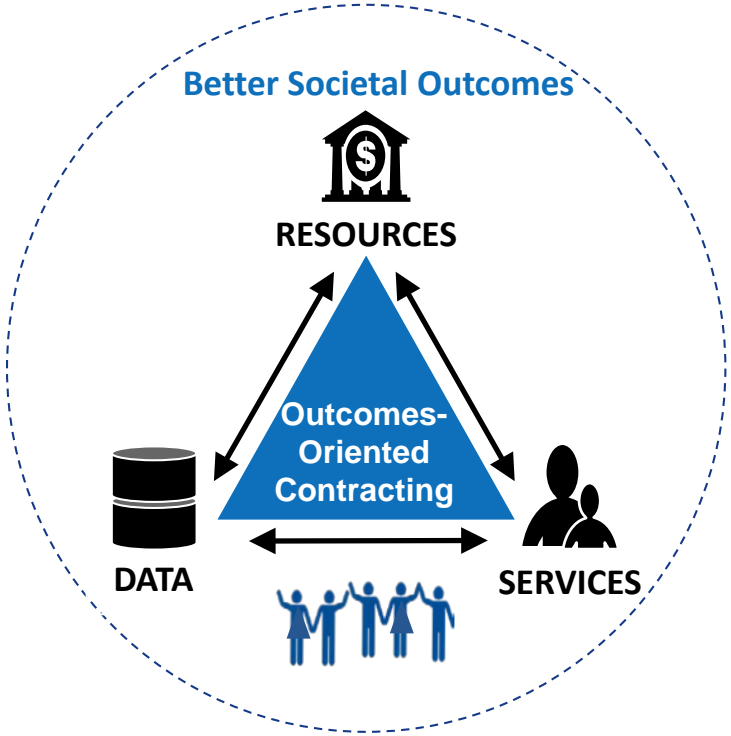 Better Societal Outcomes
$
RESOURCES
Outcomes-
Oriented
Contracting
DATA
SERVICES